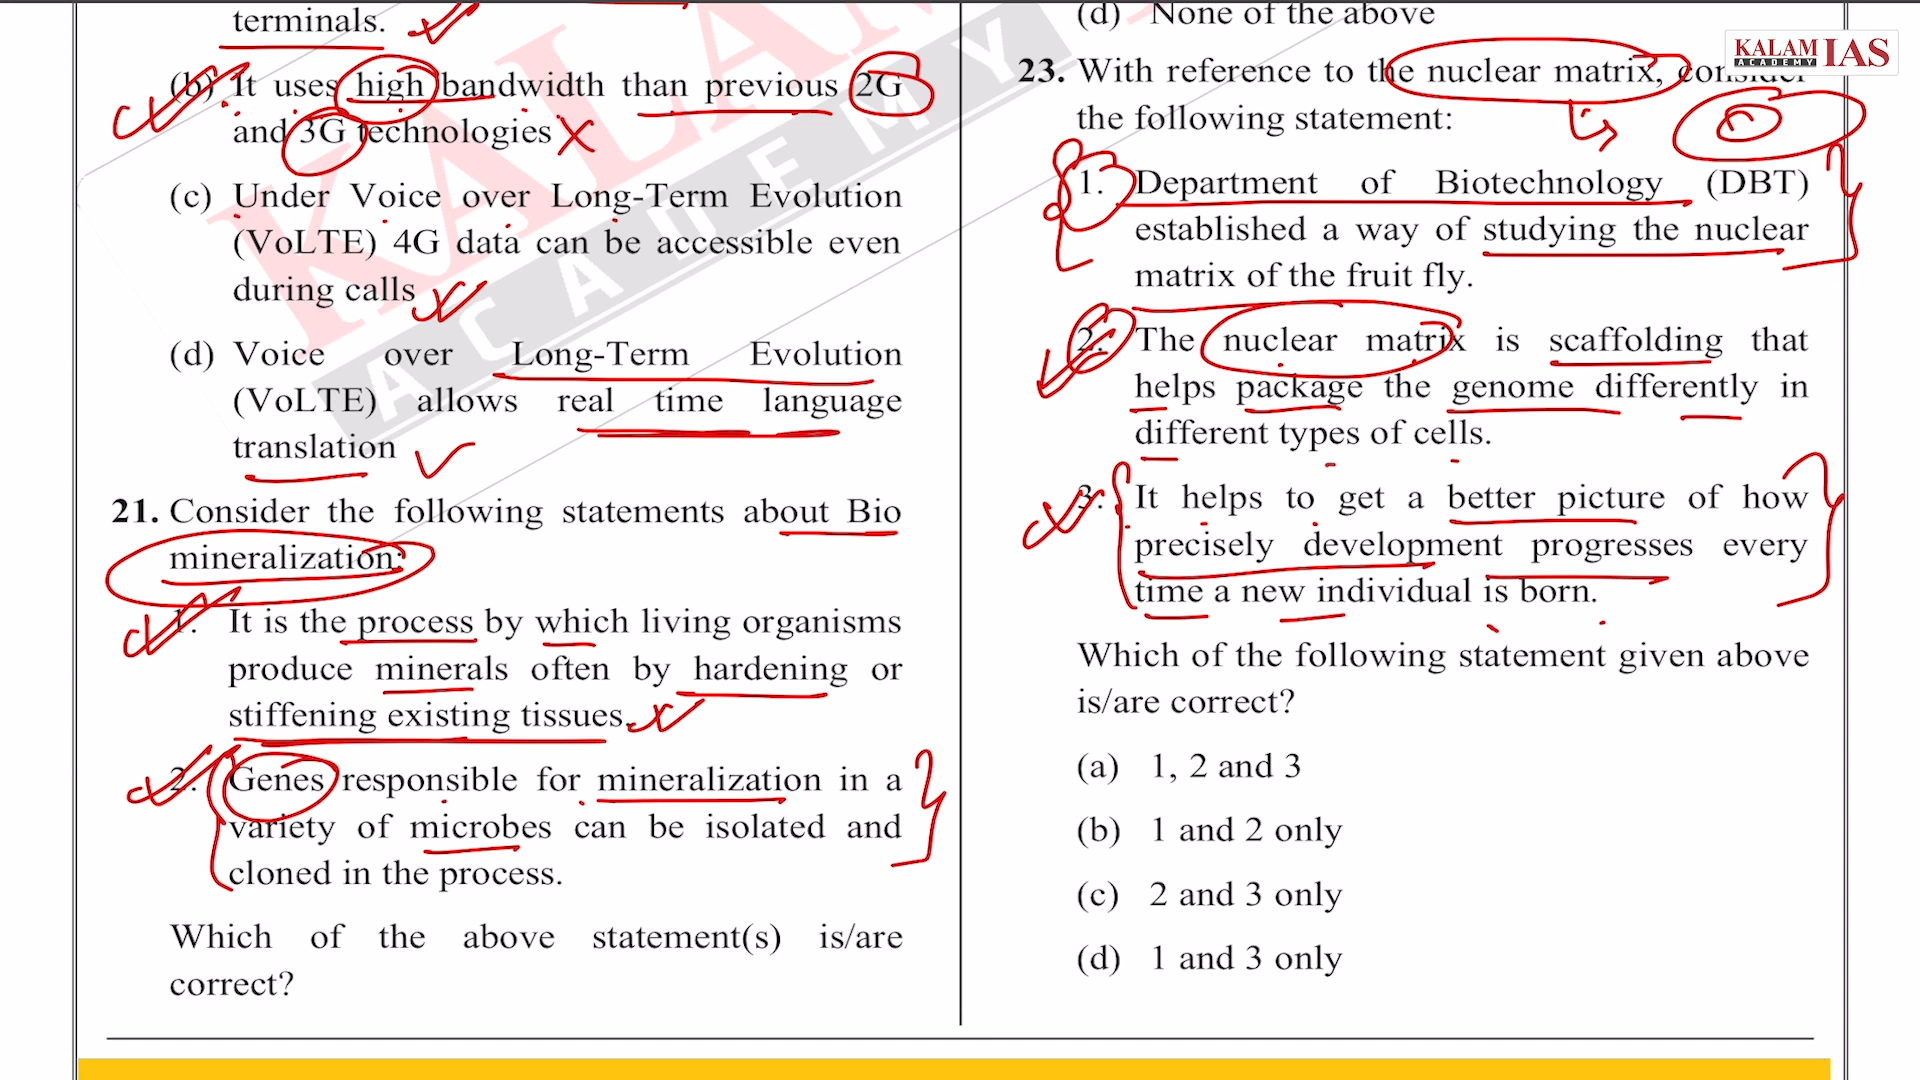 terminals.
(b) It uses high bandwidth than previous 2G
and 3G technologies
(c) Under Voice over Long-Term Evolution
(VoLTE) 4G data can be accessible even
during calls
(d) Voice over Long-Term Evolution
(VoLTE) allows real time language
translation
21. Consider the following statements about Bio
mineralization:
1. It is the process by which living organisms
produce minerals often by hardening or
stiffening existing tissues.
2. Genes responsible for mineralization in a
variety of microbes can be isolated and
cloned in the process.
Which of the above statement(s) is/are
correct?
(d) None of the above
23. With reference to the nuclear matrix, consider
the following statement:
1. Department of Biotechnology (DBT)
established a way of studying the nuclear
matrix of the fruit fly.
2. The nuclear matrix is scaffolding that
helps package the genome differently in
different types of cells.
3. It helps to get a better picture of how
precisely development progresses every
time a new individual is born.
Which of the following statement given above
is/are correct?
(a) 1, 2 and 3
(b) 1 and 2 only
(c) 2 and 3 only
(d) 1 and 3 only
KALAM IAS
ACADEMY
KALAM
ACADEMY